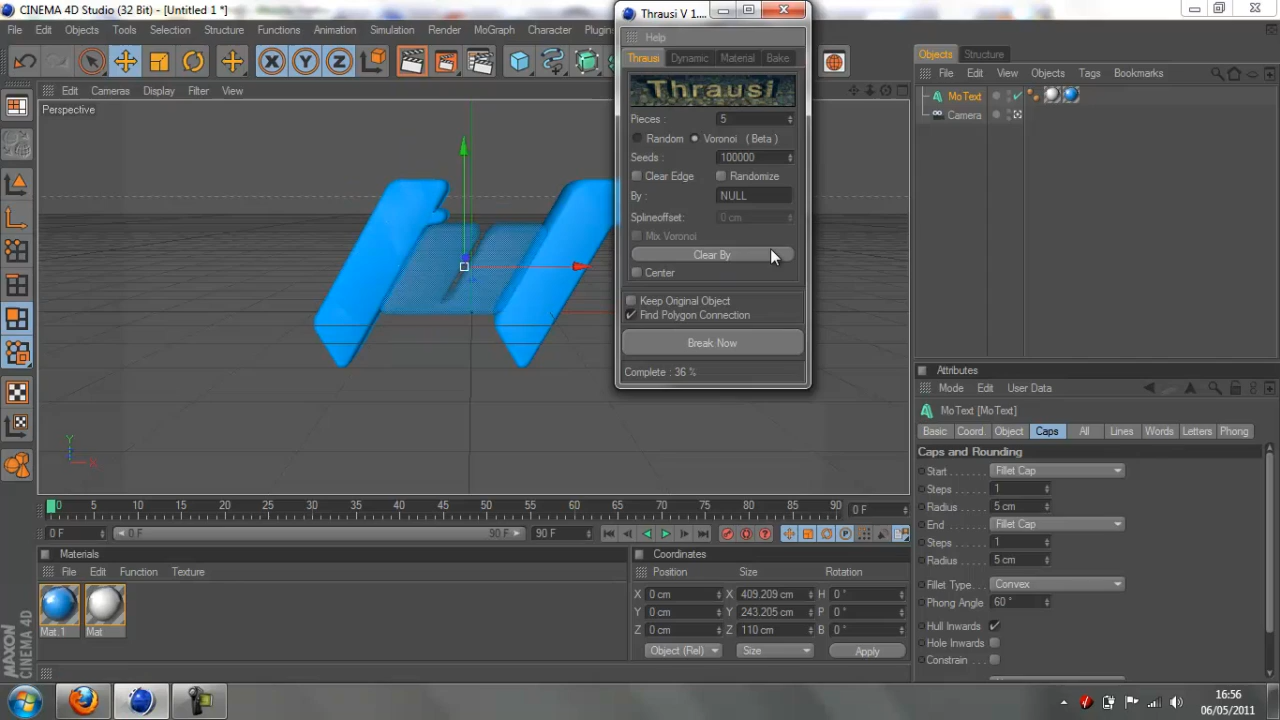 CINEMA 4D Studio (32 Bit) - [Untitled 1 *]
File Edit Objects Tools Selection Structure Functions Animation Simulation Render MoGraph Character Plugins
X Y Z
Edit Cameras Display Filter View
Perspective
Y
X
0 5 10 15 20 25 30 35 40 45 50 55 60 65 70 75 80 85 90 0 F
0 F 0 F 90 F 90 F
Materials
File Edit Function Texture
Mat.1 Mat
MAXON
CINEMA 4D
Coordinates
Position Size Rotation
X 0 cm X 409.209 cm H 0 °
Y 0 cm Y 243.205 cm P 0 °
Z 0 cm Z 110 cm B 0 °
Object (Rel) Size Apply
Thrausi V 1....
Help
Thrausi Dynamic Material Bake
Thrausi
Pieces : 5
Random Voronoi ( Beta )
Seeds : 100000
Clear Edge Randomize
By : NULL
Splineoffset: 0 cm
Mix Voronoi
Clear By
Center
Keep Original Object
Find Polygon Connection
Break Now
Complete : 36 %
Objects Structure
File Edit View Objects Tags Bookmarks
MoText
Camera
Attributes
Mode Edit User Data
MoText [MoText]
Basic Coord. Object Caps All Lines Words Letters Phong
Caps and Rounding
Start Fillet Cap
Steps 1
Radius 5 cm
End Fillet Cap
Steps 1
Radius 5 cm
Fillet Type Convex
Phong Angle 60 °
Hull Inwards
Hole Inwards
Constrain
16:56
06/05/2011